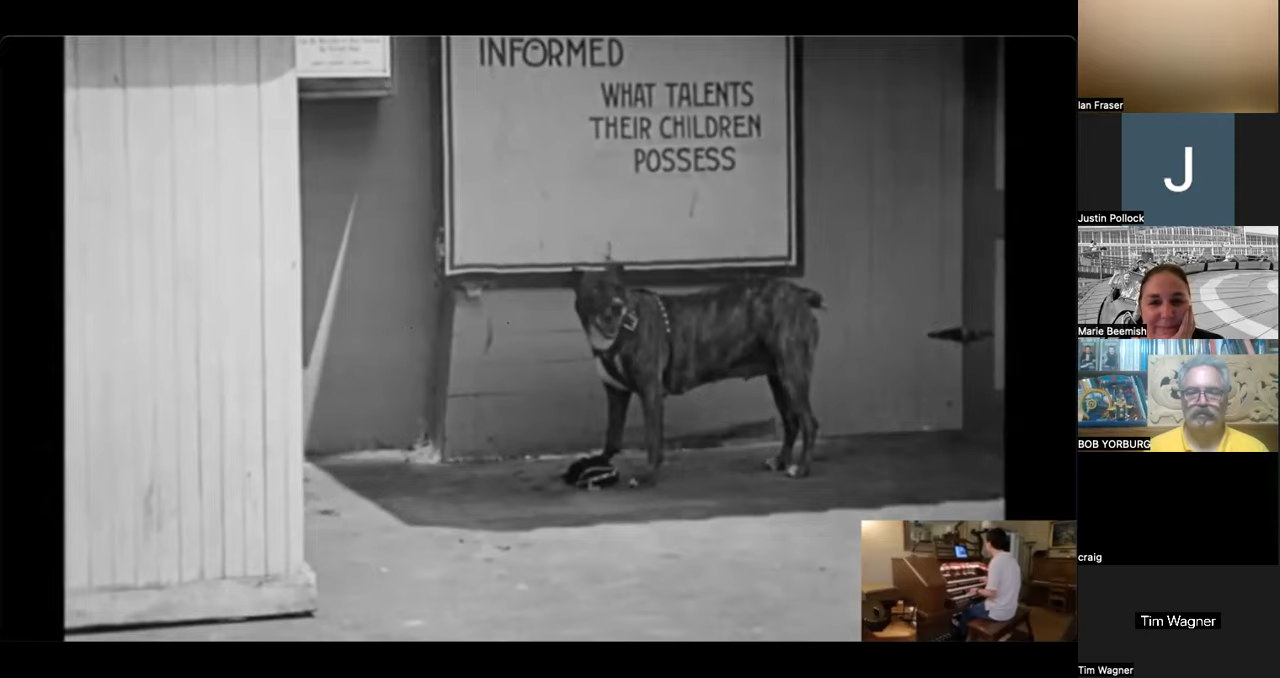 INFORMED
WHAT TALENTS
THEIR CHILDREN
POSSESS
Ian Fraser
J
Justin Pollock
Marie Beemish
BOB YORBURG
craig
Tim Wagner
Tim Wagner